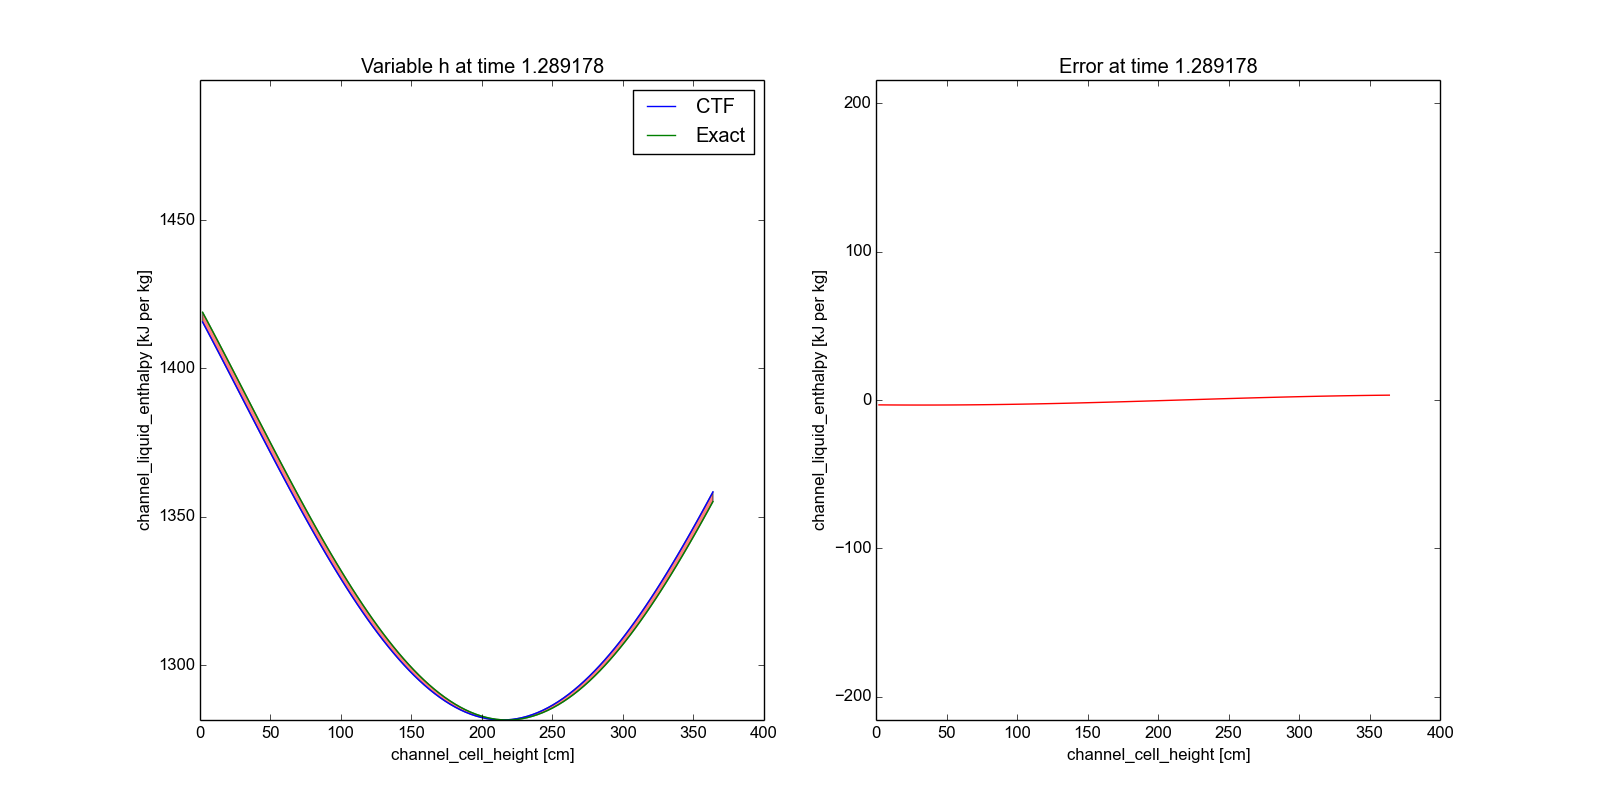 Variable h at time 1.289178
CTF
Exact
1450
1400
1350
1300
channel_liquid_enthalpy [kJ per kg]
0 50 100 150 200 250 300 350 400
channel_cell_height [cm]
Error at time 1.289178
200
100
0
−100
−200
channel_liquid_enthalpy [kJ per kg]
0 50 100 150 200 250 300 350 400
channel_cell_height [cm]